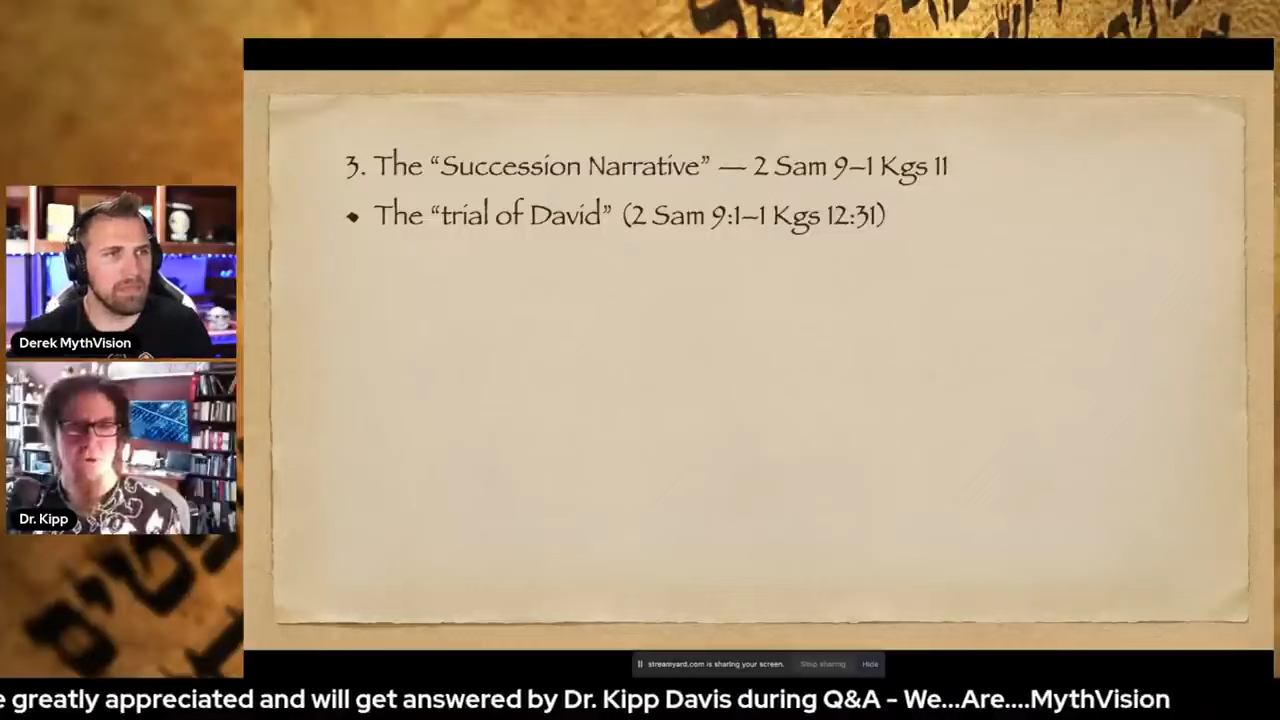 3. The “Succession Narrative” — 2 Sam 9–1 Kgs 11
• The “trial of David” (2 Sam 9:1–1 Kgs 12:31)
Derek MythVision
Dr. Kipp
streamyard.com is sharing your screen. Stop sharing Hide
e greatly appreciated and will get answered by Dr. Kipp Davis during Q&A - We...Are....MythVision